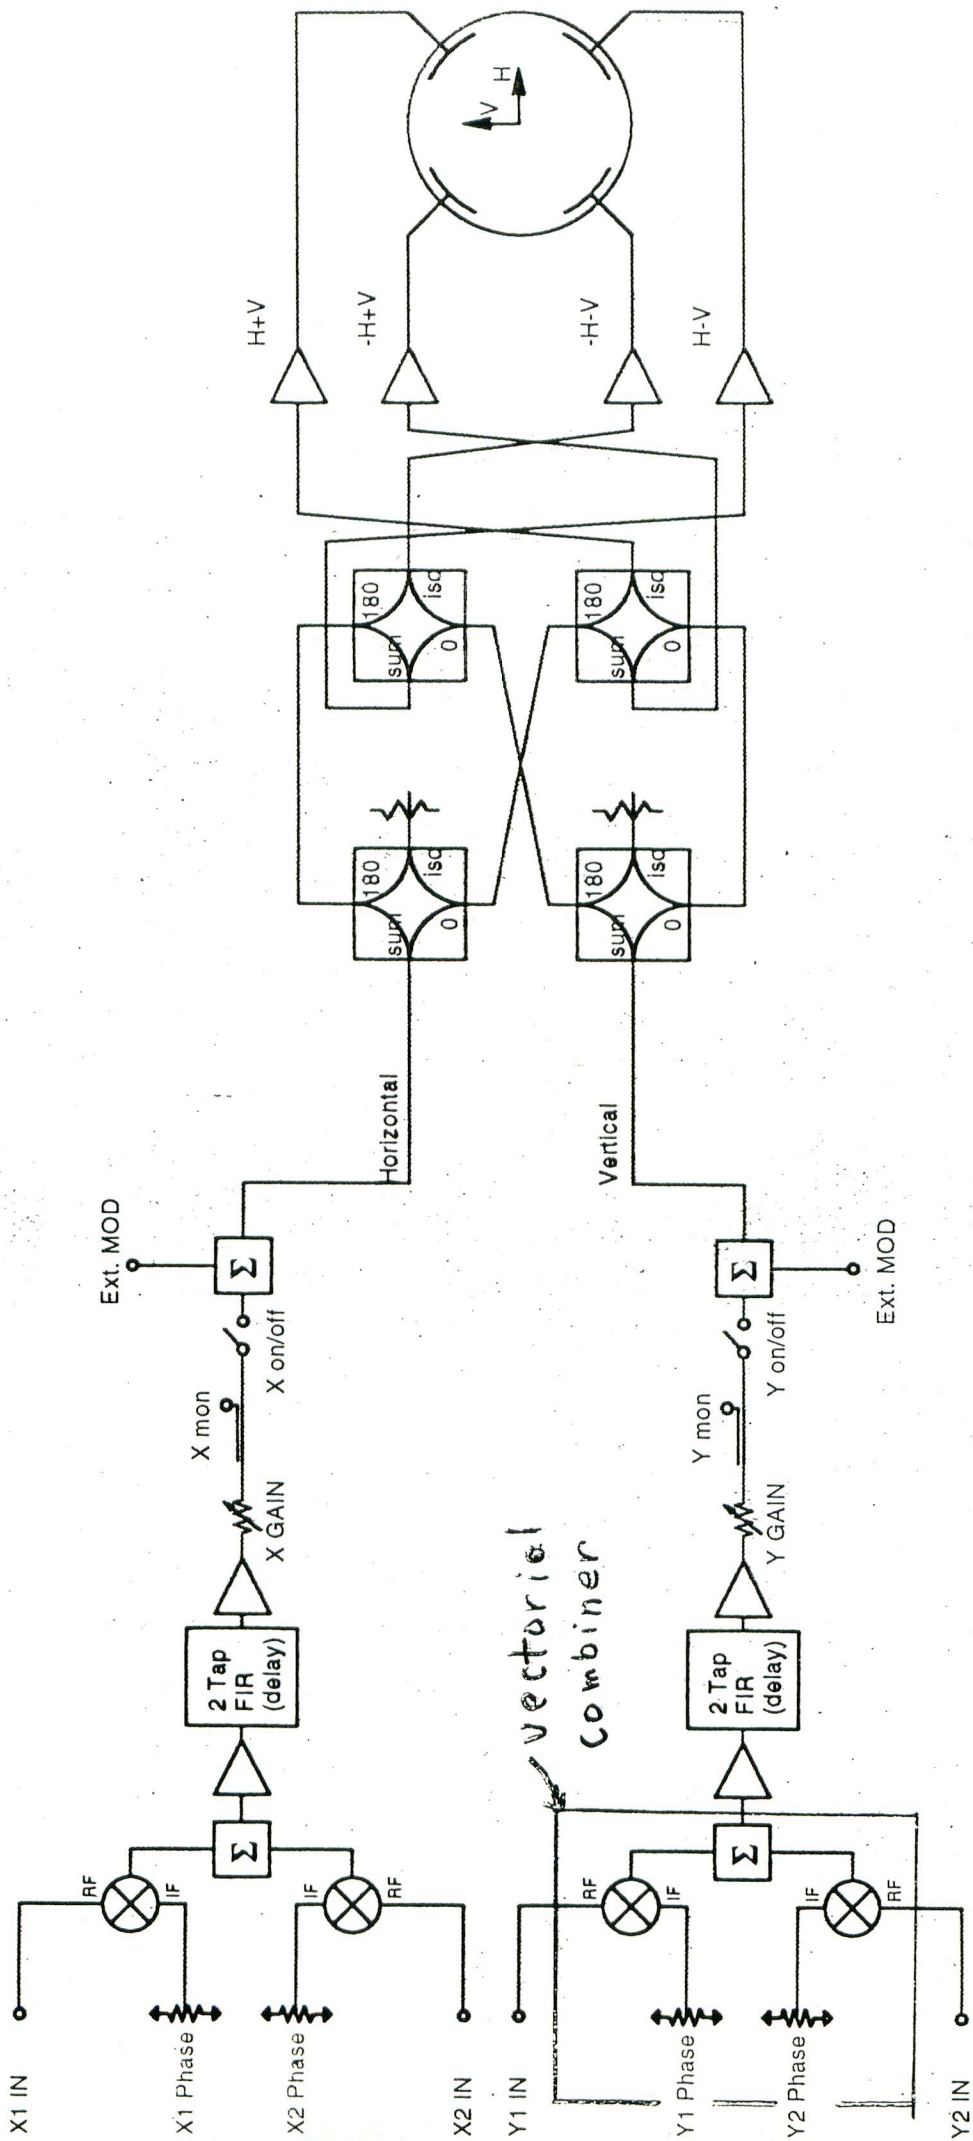 X1 IN
X1 Phase
X2 Phase
X2 IN
RF
IF
IF
RF
Σ
2 Tap
FIR
(delay)
X GAIN
X mon
X on/off
Ext. MOD
Σ
Horizontal
sum
180
0
iso
sum
180
0
iso
H+V
-H+V
-H-V
H-V
V
H
Y1 IN
Y1 Phase
Y2 Phase
Y2 IN
RF
IF
IF
RF
Σ
vectorial
combiner
2 Tap
FIR
(delay)
Y GAIN
Y mon
Y on/off
Ext. MOD
Σ
Vertical
sum
180
0
iso
sum
180
0
iso